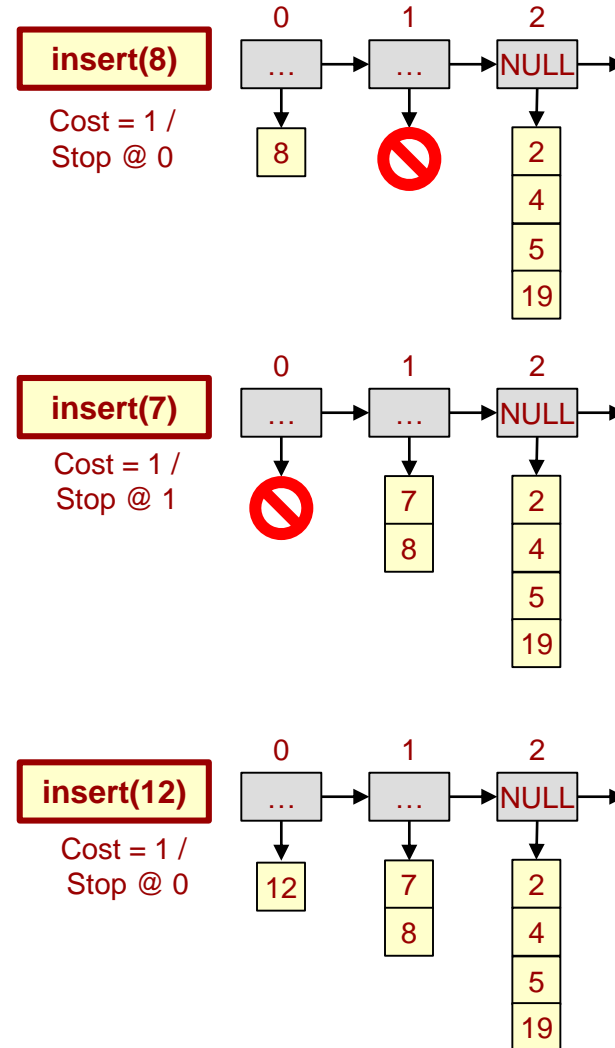 0 1 2
insert(8)
... ... NULL
Cost = 1 /
Stop @ 0
8
2
4
5
19
0 1 2
insert(7)
... ... NULL
Cost = 1 /
Stop @ 1
7 2
8 4
5
19
0 1 2
insert(12)
... ... NULL
Cost = 1 /
Stop @ 0
12 7 2
8 4
5
19